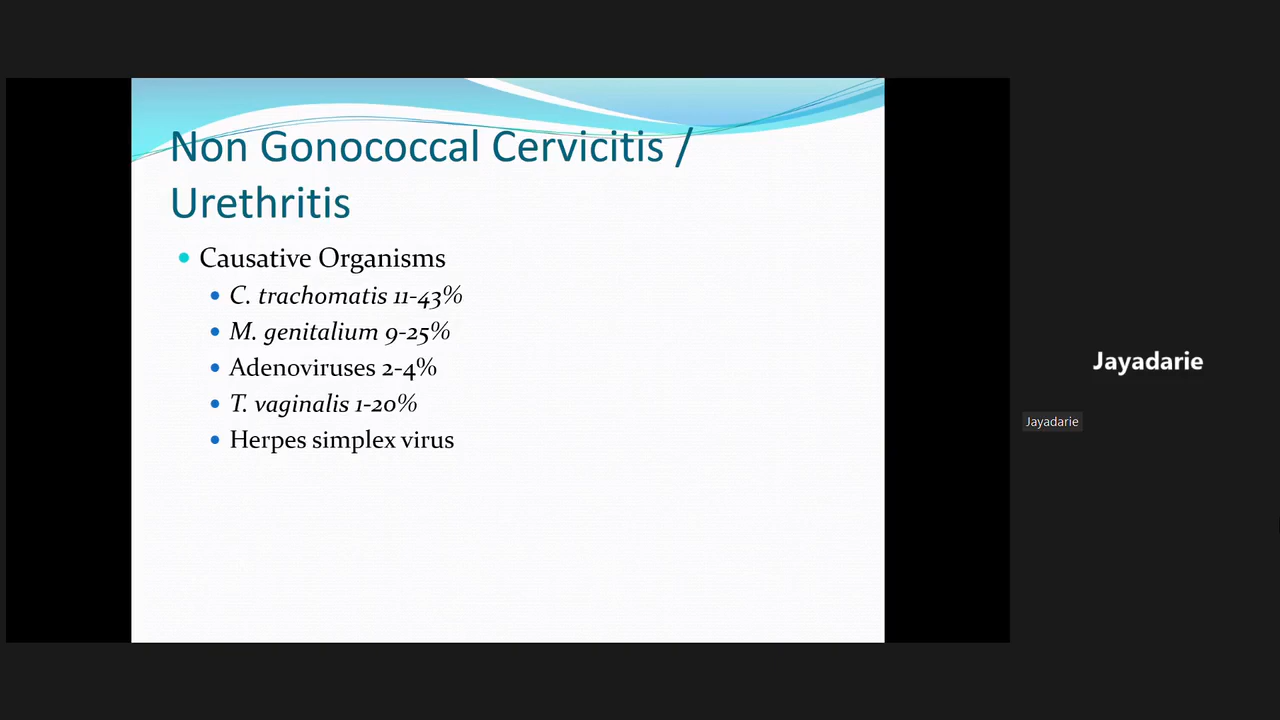 Non Gonococcal Cervicitis /
Urethritis
Causative Organisms
C. trachomatis 11-43%
M. genitalium 9-25%
Adenoviruses 2-4%
T. vaginalis 1-20%
Herpes simplex virus
Jayadarie
Jayadarie